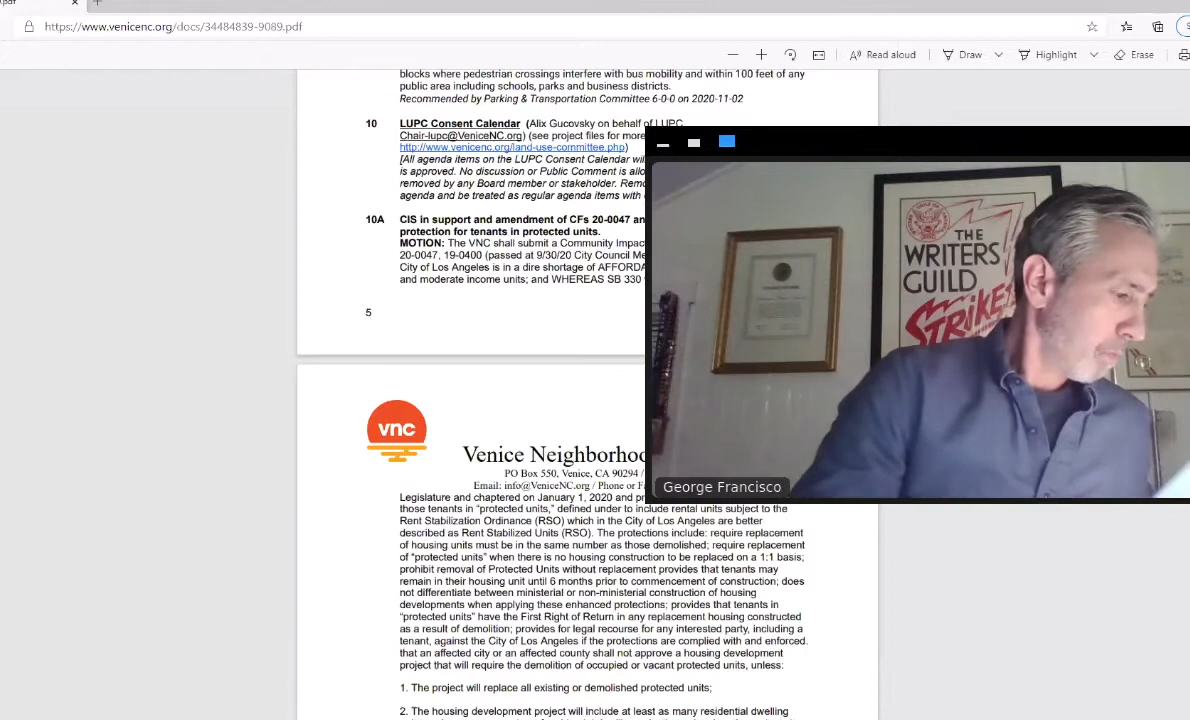 .pdf
https://www.venicenc.org/docs/34484839-9089.pdf
Read aloud
Draw
Highlight
Erase
blocks where pedestrian crossings interfere with bus mobility and within 100 feet of any
public area including schools, parks and business districts.
Recommended by Parking & Transportation Committee 6-0-0 on 2020-11-02
10 LUPC Consent Calendar (Alix Gucovsky on behalf of LUPC,
Chair-lupc@VeniceNC.org) (see project files for more
http://www.venicenc.org/land-use-committee.php)
[All agenda items on the LUPC Consent Calendar wil
is approved. No discussion or Public Comment is allo
removed by any Board member or stakeholder. Remo
agenda and be treated as regular agenda items with
10A CIS in support and amendment of CFs 20-0047 an
protection for tenants in protected units.
MOTION: The VNC shall submit a Community Impac
20-0047, 19-0400 (passed at 9/30/20 City Council Me
City of Los Angeles is in a dire shortage of AFFORDA
and moderate income units; and WHEREAS SB 330
5
vnc
Venice Neighborhoo
PO Box 550, Venice, CA 90294 /
Email: info@VeniceNC.org / Phone or Fa
Legislature and chaptered on January 1, 2020 and pr
those tenants in "protected units," defined under to include rental units subject to the
Rent Stabilization Ordinance (RSO) which in the City of Los Angeles are better
described as Rent Stabilized Units (RSO). The protections include: require replacement
of housing units must be in the same number as those demolished; require replacement
of "protected units" when there is no housing construction to be replaced on a 1:1 basis;
prohibit removal of Protected Units without replacement provides that tenants may
remain in their housing unit until 6 months prior to commencement of construction; does
not differentiate between ministerial or non-ministerial construction of housing
developments when applying these enhanced protections; provides that tenants in
"protected units" have the First Right of Return in any replacement housing constructed
as a result of demolition; provides for legal recourse for any interested party, including a
tenant, against the City of Los Angeles if the protections are complied with and enforced.
that an affected city or an affected county shall not approve a housing development
project that will require the demolition of occupied or vacant protected units, unless:
1. The project will replace all existing or demolished protected units;
2. The housing development project will include at least as many residential dwelling
THE
WRITERS
GUILD
STRIKE
George Francisco